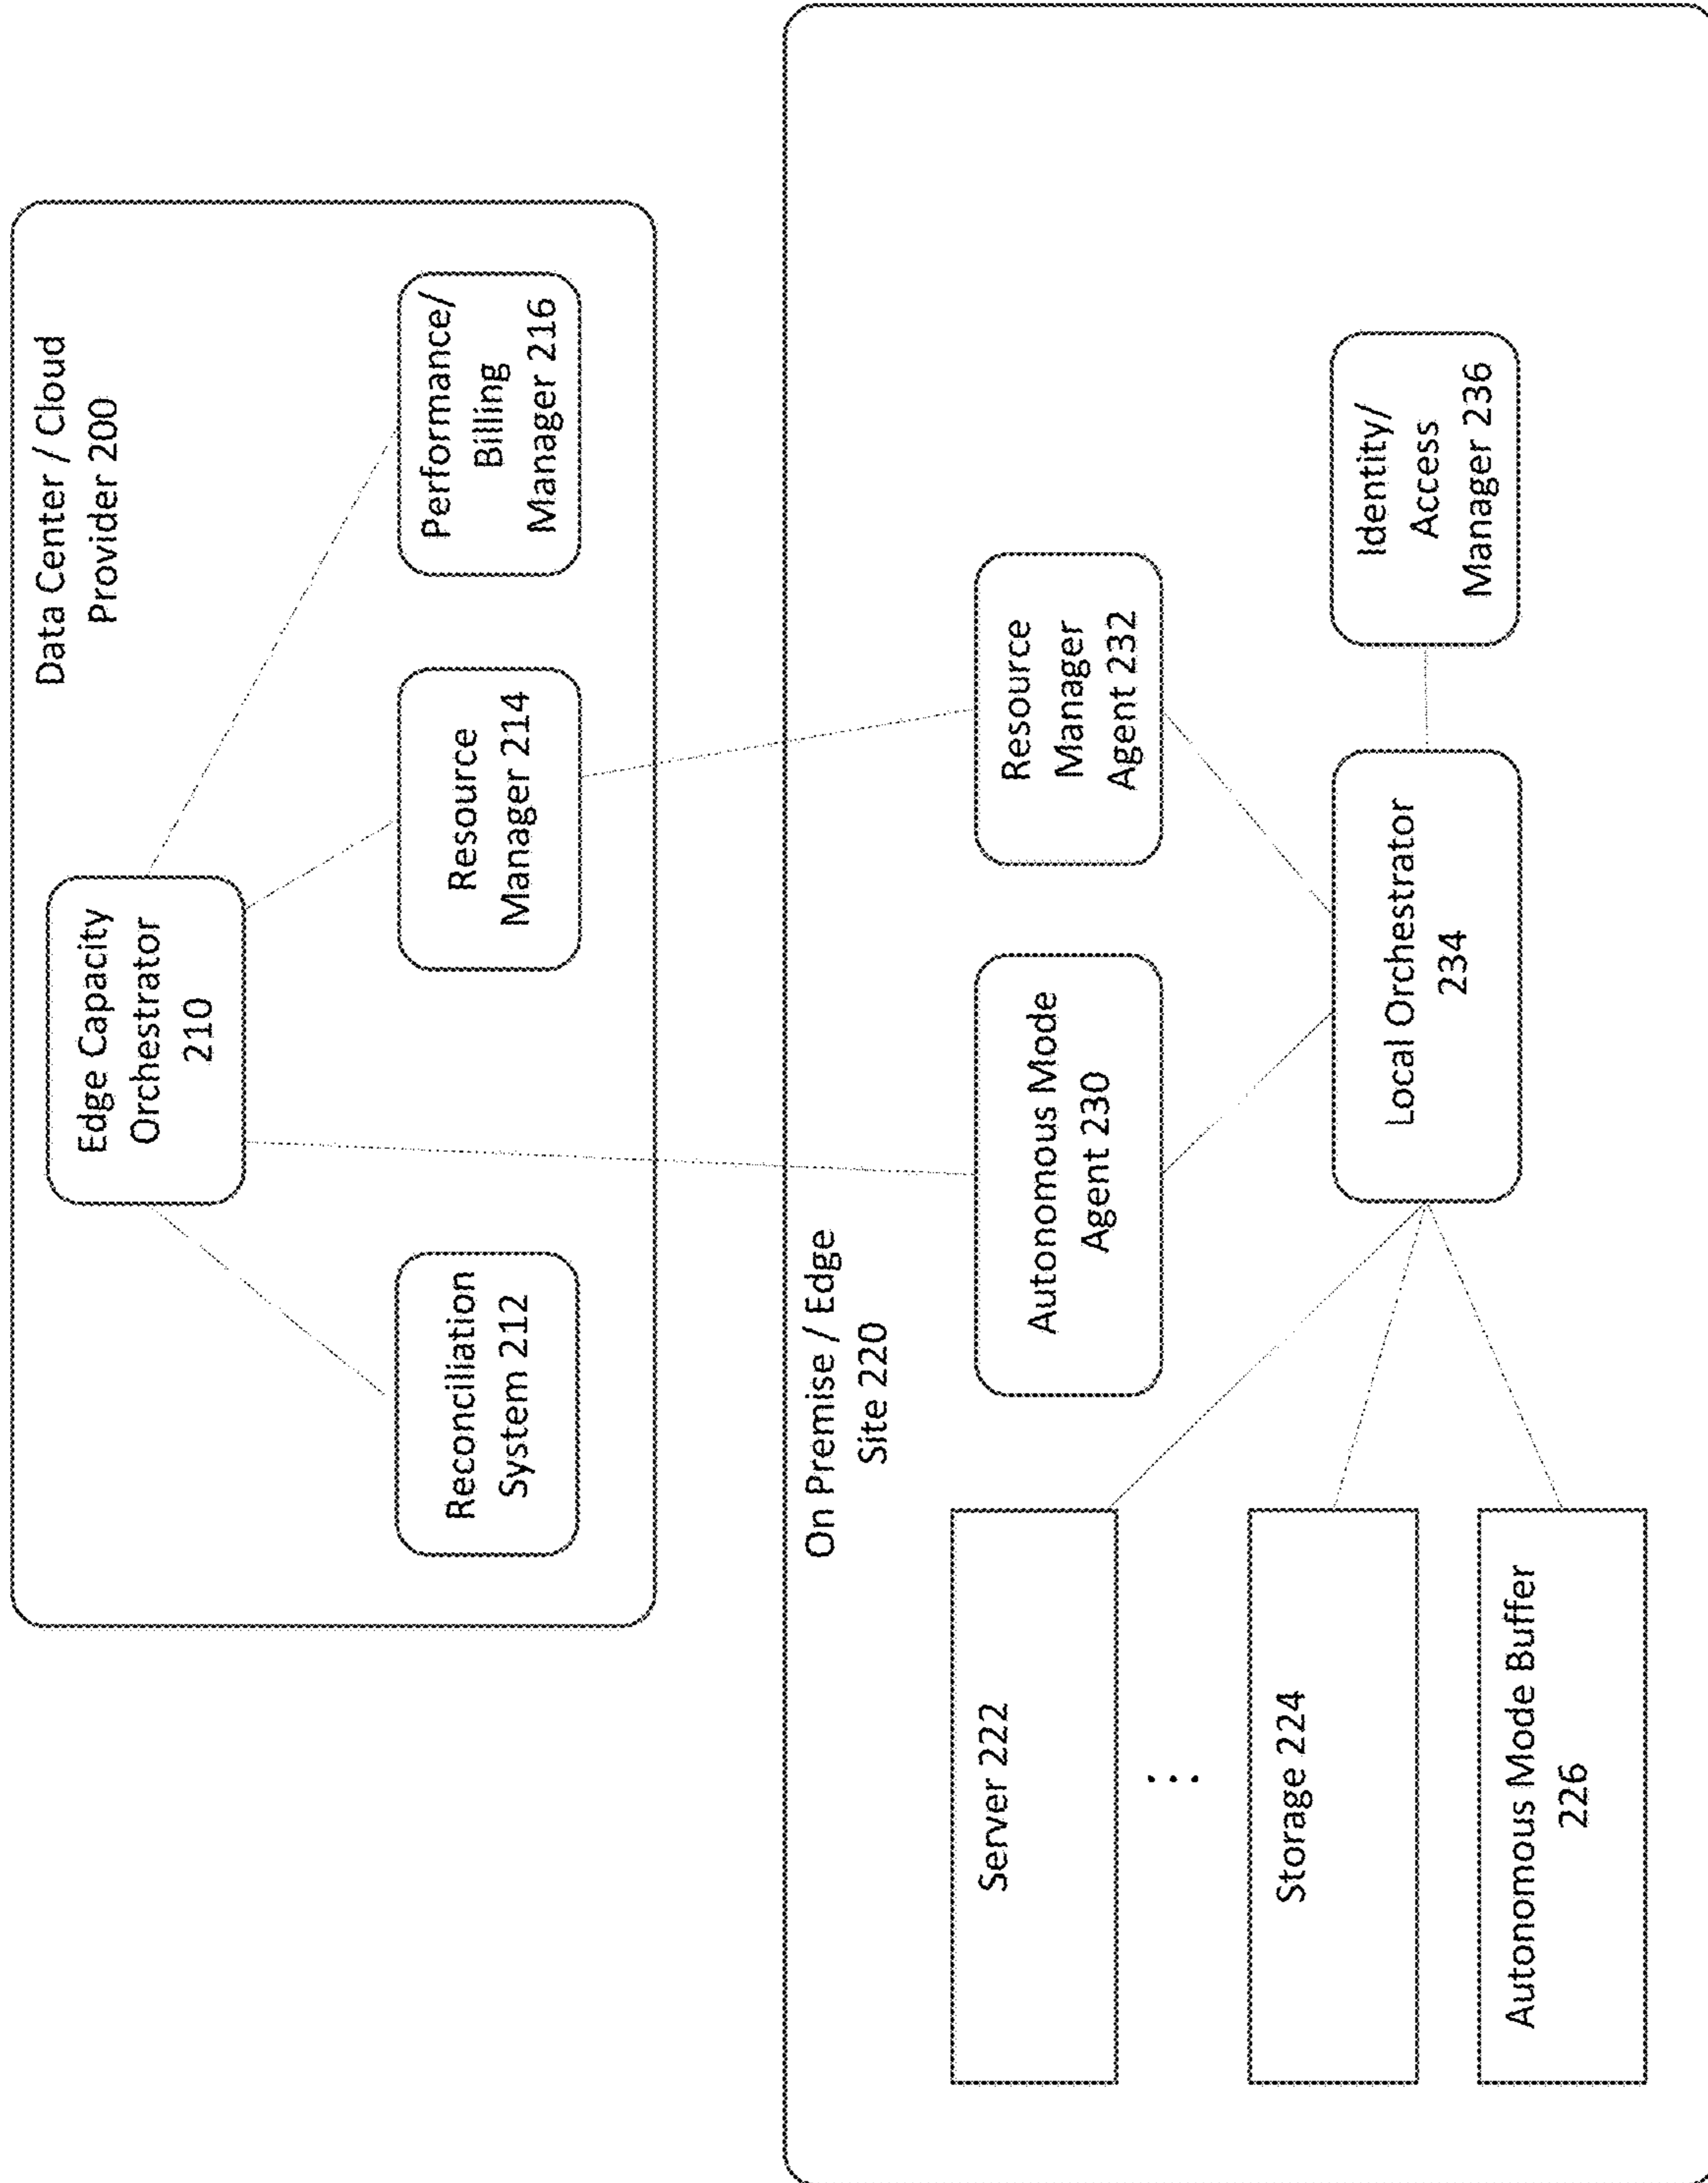 Data Center / Cloud
Provider 200
Edge Capacity
Orchestrator
210
Reconciliation
System 212
Resource
Manager 214
Performance/
Billing
Manager 216
On Premise / Edge
Site 220
Server 222
...
Storage 224
Autonomous Mode Buffer
226
Autonomous Mode
Agent 230
Resource
Manager
Agent 232
Local Orchestrator
234
Identity/
Access
Manager 236